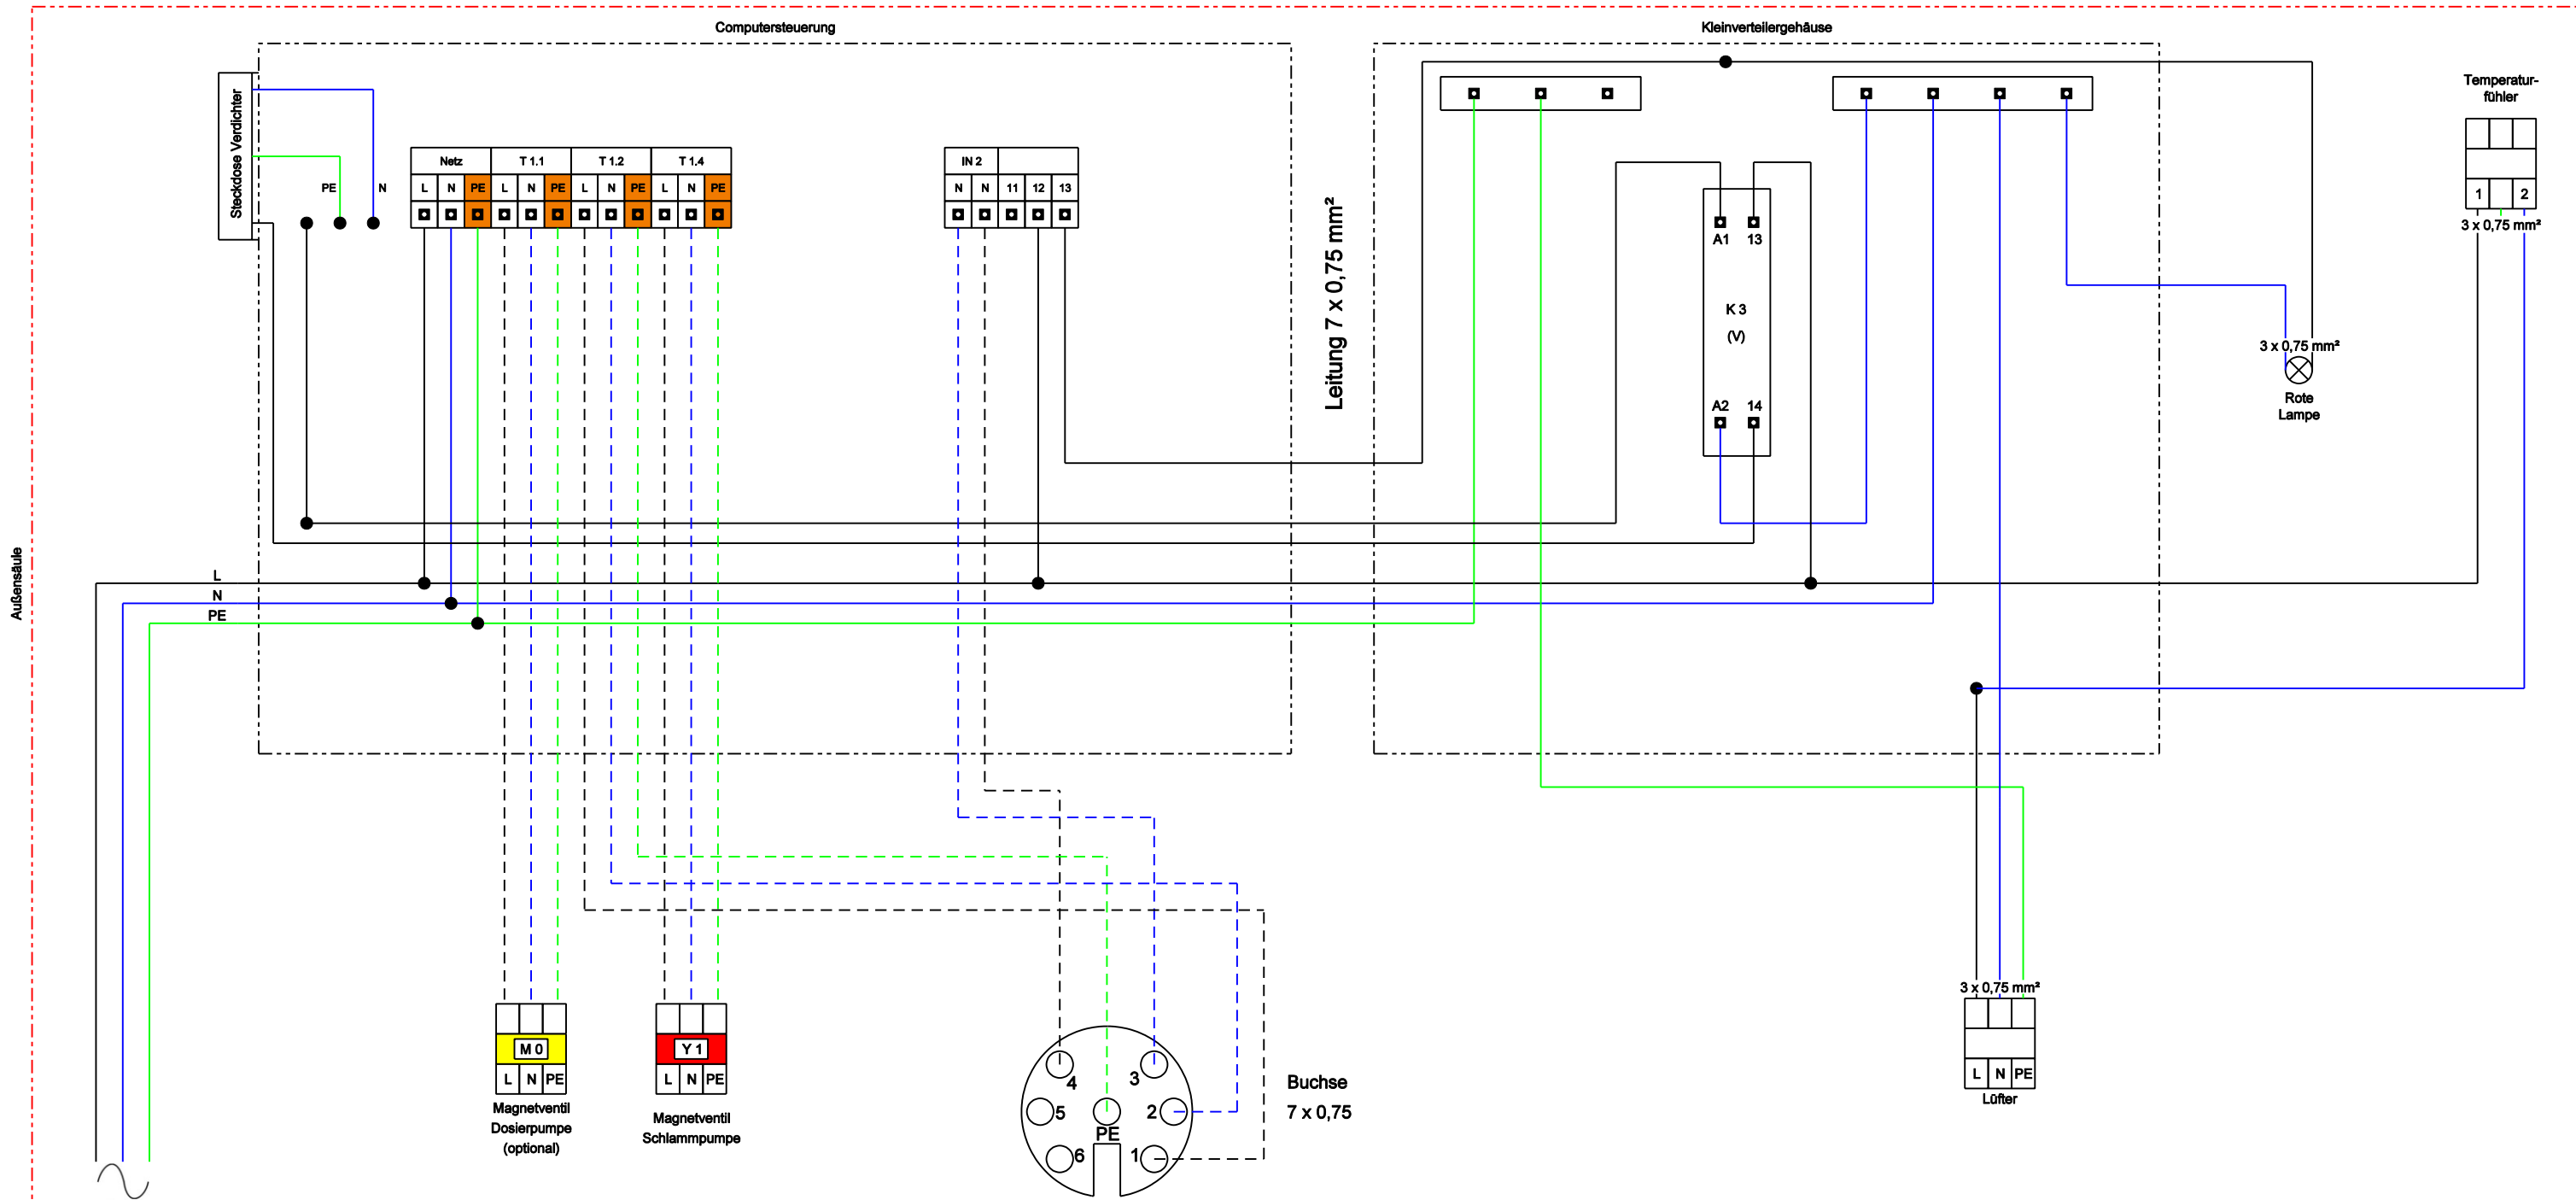 Computersteuerung
Kleinverteilergehäuse
Temperatur-
fühler
Steckdose Verdichter
PE
N
Netz T 1.1 T 1.2 T 1.4
L N PE L N PE L N PE L N PE
IN 2
N N 11 12 13
Leitung 7 x 0,75 mm²
A1 13
K 3
(V)
A2 14
1 2
3 x 0,75 mm²
3 x 0,75 mm²
Rote
Lampe
Außensäule
L
N
PE
3 x 0,75 mm²
L N PE
Lüfter
M 0
L N PE
Magnetventil
Dosierpumpe
(optional)
Y 1
L N PE
Magnetventil
Schlammpumpe
4 3
5 2
PE
6 1
Buchse
7 x 0,75